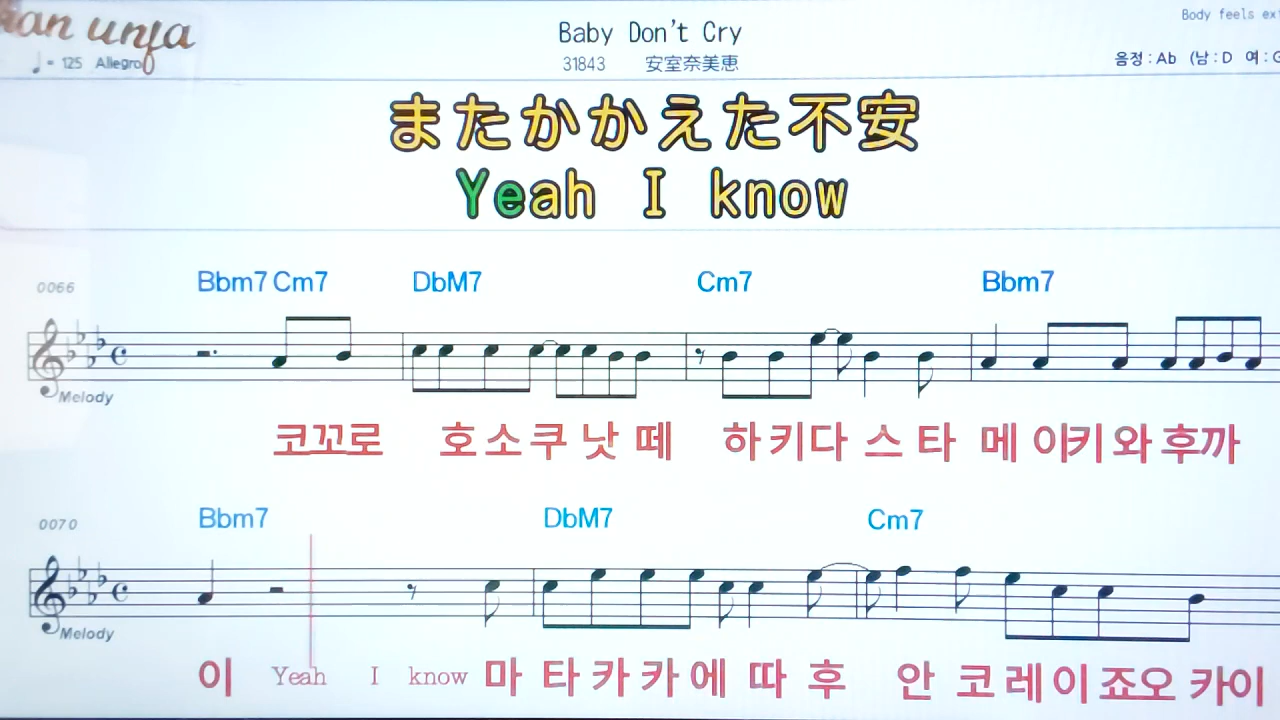 Body feels
Baby Don't Cry
♩= 125 Allegro
31843 安室奈美恵
음정 : Ab (남 : D 여 : G
またかかえた不安
Yeah I know
0066
Bbm7 Cm7 DbM7 Cm7 Bbm7
Melody
코꼬로 호소쿠낫떼 하키다스타메 이키와후까
0070
Bbm7 DbM7 Cm7
Melody
이 Yeah I know 마타카카에따후 안 코레이죠오 카이